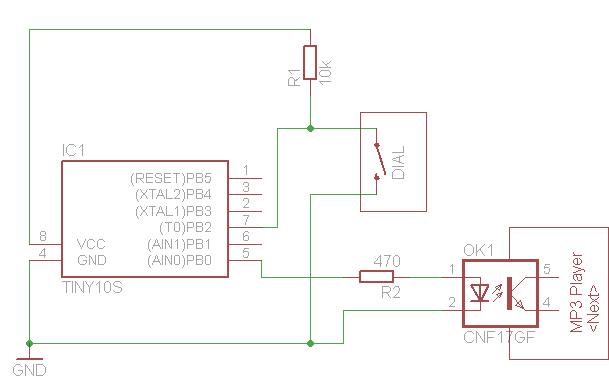 R1
10k
IC1
(RESET)PB5
1
(XTAL2)PB4
3
(XTAL1)PB3
2
(T0)PB2
7
8
VCC
(AIN1)PB1
6
4
GND
(AIN0)PB0
5
TINY10S
DIAL
470
R2
OK1
1
5
2
4
CNF17GF
MP3 Player
<Next>
GND